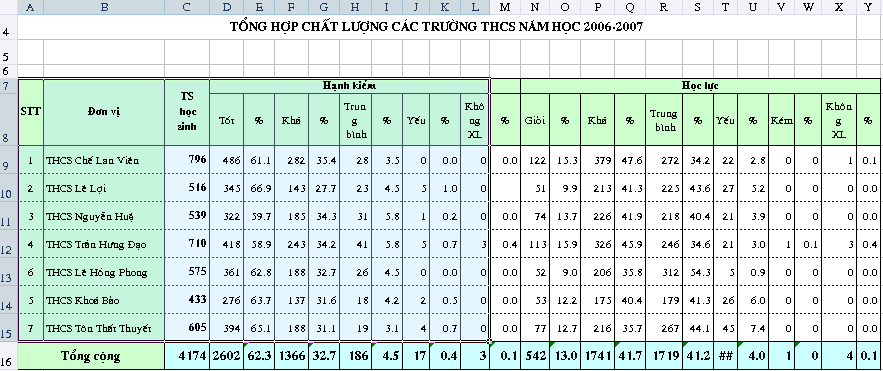 A B C D E F G H I J K L M N O P Q R S T U V W X Y
4 TỔNG HỢP CHẤT LƯỢNG CÁC TRƯỜNG THCS NĂM HỌC 2006-2007
5
6
7 STT Đơn vị TS học sinh Hạnh kiểm Học lực
8 Tốt % Khá % Trung bình % Yếu % Không XL % Giỏi % Khá % Trung bình % Yếu % Kém % Không XL %
9 1 THCS Chế Lan Viên 796 486 61.1 282 35.4 28 3.5 0 0.0 0 0.0 122 15.3 379 47.6 272 34.2 22 2.8 0 0 1 0.1
10 2 THCS Lê Lợi 516 345 66.9 143 27.7 23 4.5 5 1.0 0 0.0 51 9.9 213 41.3 225 43.6 27 5.2 0 0 0 0.0
11 3 THCS Nguyễn Huệ 539 322 59.7 185 34.3 31 5.8 1 0.2 0 0.0 74 13.7 226 41.9 218 40.4 21 3.9 0 0 0 0.0
12 4 THCS Trần Hưng Đạo 710 418 58.9 243 34.2 41 5.8 5 0.7 3 0.4 113 15.9 326 45.9 246 34.6 21 3.0 1 0.1 3 0.4
13 6 THCS Lê Hồng Phong 575 361 62.8 188 32.7 26 4.5 0 0.0 0 0.0 52 9.0 206 35.8 312 54.3 5 0.9 0 0 0 0.0
14 5 THCS Khoá Bảo 433 276 63.7 137 31.6 18 4.2 2 0.5 0 0.0 53 12.2 175 40.4 179 41.3 26 6.0 0 0 0 0.0
15 7 THCS Tôn Thất Thuyết 605 394 65.1 188 31.1 19 3.1 4 0.7 0 0.0 77 12.7 216 35.7 267 44.1 45 7.4 0 0 0 0.0
16 Tổng cộng 4174 2602 62.3 1366 32.7 186 4.5 17 0.4 3 0.1 542 13.0 1741 41.7 1719 41.2 ## 4.0 1 0 4 0.1